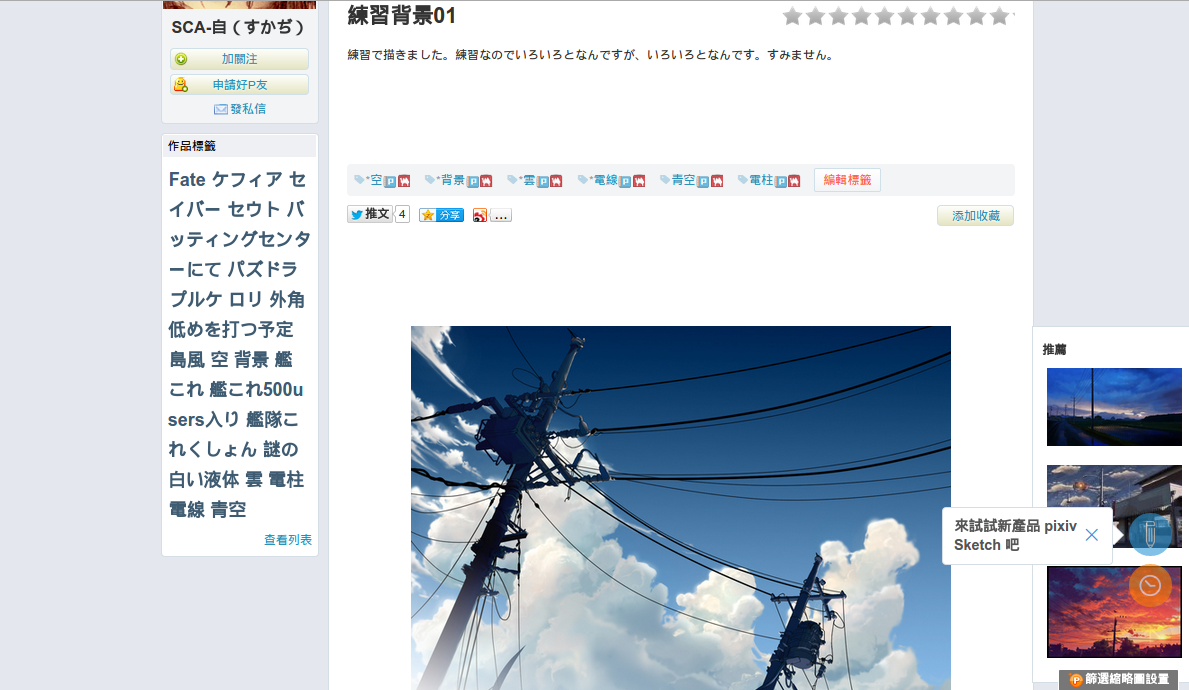 SCA-自（すかぢ）
加關注
申請好P友
發私信
作品標籤
Fate ケフィア セ
イバー セウト バ
ッティングセンタ
ーにて パズドラ
プルケ ロリ 外角
低めを打つ予定
島風 空 背景 艦
これ 艦これ500u
sers入り 艦隊こ
れくしょん 謎の
白い液体 雲 電柱
電線 青空
查看列表
練習背景01
練習で描きました。練習なのでいろいろとなんですが、いろいろとなんです。すみません。
*空 *背景 *雲 *電線 青空 電柱 編輯標籤
推文 4 分享 ...
添加收藏
推薦
來試試新產品 pixiv
Sketch 吧
篩選縮略圖設置